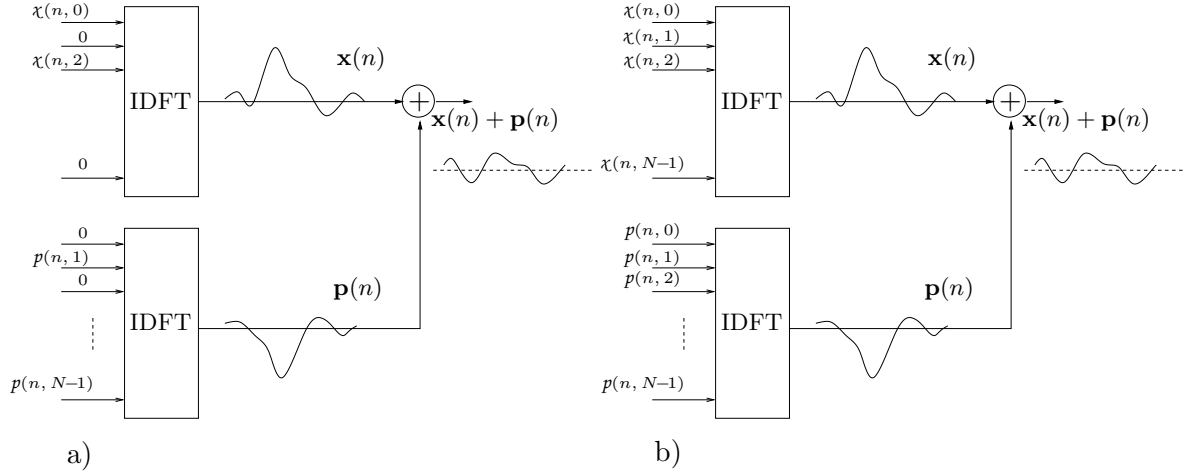 χ(n, 0)
0
χ(n, 2)
0
IDFT
x(n)
+
x(n) + p(n)
0
p(n, 1)
0
p(n, N−1)
IDFT
p(n)
a)
χ(n, 0)
χ(n, 1)
χ(n, 2)
χ(n, N−1)
IDFT
x(n)
+
x(n) + p(n)
p(n, 0)
p(n, 1)
p(n, 2)
p(n, N−1)
IDFT
p(n)
b)